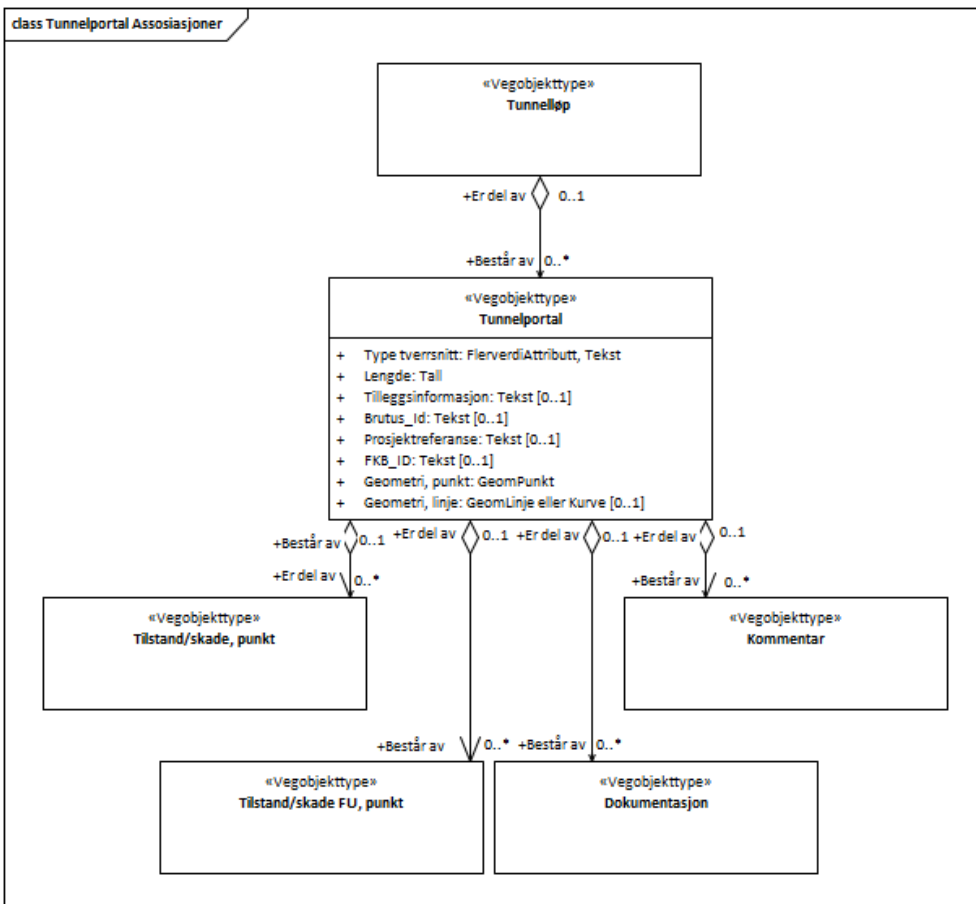 class Tunnelportal Assosiasjoner
«Vegobjekttype»
Tunnelløp
+Er del av 0..1
+Består av 0..*
«Vegobjekttype»
Tunnelportal
+ Type tverrsnitt: FlerverdiAttributt, Tekst
+ Lengde: Tall
+ Tilleggsinformasjon: Tekst [0..1]
+ Brutus_Id: Tekst [0..1]
+ Prosjektreferanse: Tekst [0..1]
+ FKB_ID: Tekst [0..1]
+ Geometri, punkt: GeomPunkt
+ Geometri, linje: GeomLinje eller Kurve [0..1]
+Består av 0..1 +Er del av 0..1 +Er del av 0..1 +Er del av 0..1
+Er del av 0..* +Består av 0..*
«Vegobjekttype»
Tilstand/skade, punkt
«Vegobjekttype»
Kommentar
+Består av 0..* +Består av 0..*
«Vegobjekttype»
Tilstand/skade FU, punkt
«Vegobjekttype»
Dokumentasjon